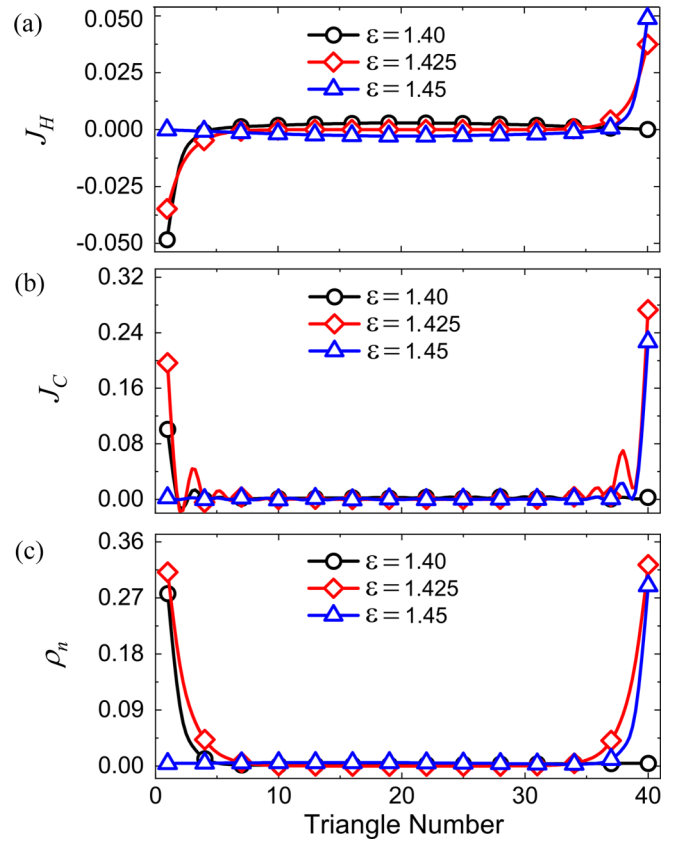 (a)
0.050
0.025
0.000
-0.025
-0.050
J_H
ε = 1.40
ε = 1.425
ε = 1.45
(b)
0.32
0.24
0.16
0.08
0.00
J_C
ε = 1.40
ε = 1.425
ε = 1.45
(c)
0.36
0.27
0.18
0.09
0.00
ρ_n
ε = 1.40
ε = 1.425
ε = 1.45
0 10 20 30 40
Triangle Number